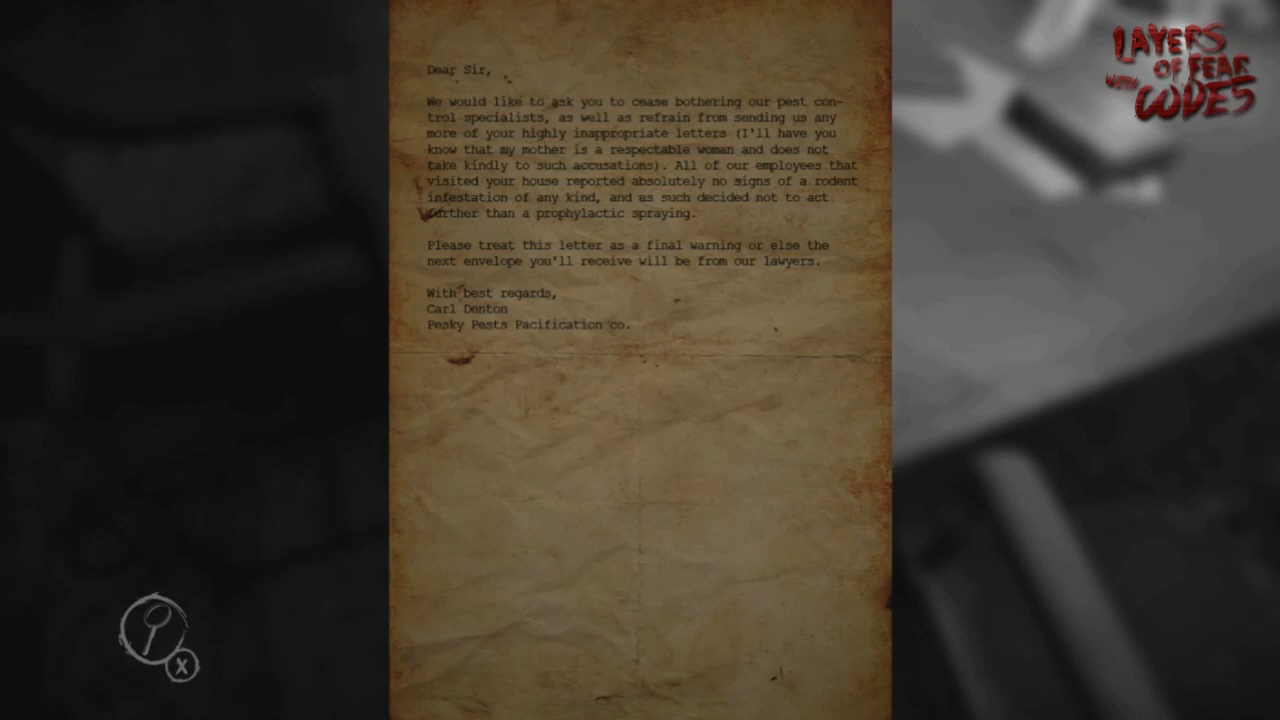 LAYERS
OF FEAR
WITH
CODES
Dear Sir,
We would like to ask you to cease bothering our pest con-
trol specialists, as well as refrain from sending us any
more of your highly inappropriate letters (I'll have you
know that my mother is a respectable woman and does not
take kindly to such accusations). All of our employees that
visited your house reported absolutely no signs of a rodent
infestation of any kind, and as such decided not to act
further than a prophylactic spraying.
Please treat this letter as a final warning or else the
next envelope you'll receive will be from our lawyers.
With best regards,
Carl Denton
Pesky Pests Pacification co.
X